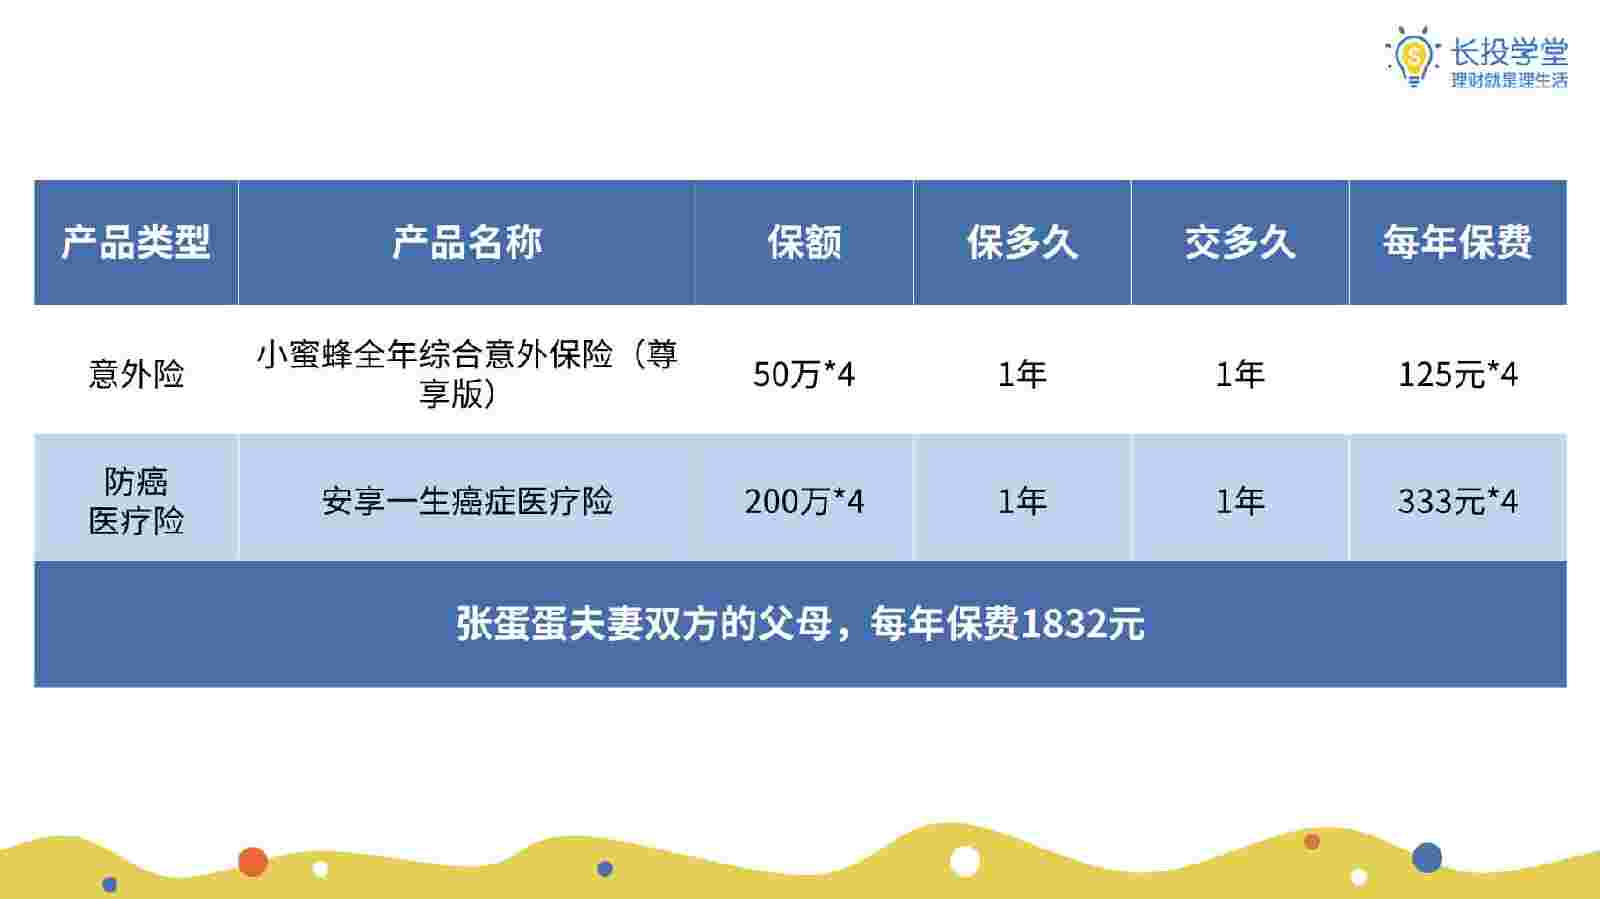 长投学堂
理财就是理生活
产品类型 产品名称 保额 保多久 交多久 每年保费
意外险 小蜜蜂全年综合意外保险（尊
享版） 50万*4 1年 1年 125元*4
防癌
医疗险 安享一生癌症医疗险 200万*4 1年 1年 333元*4
张蛋蛋夫妻双方的父母，每年保费1832元